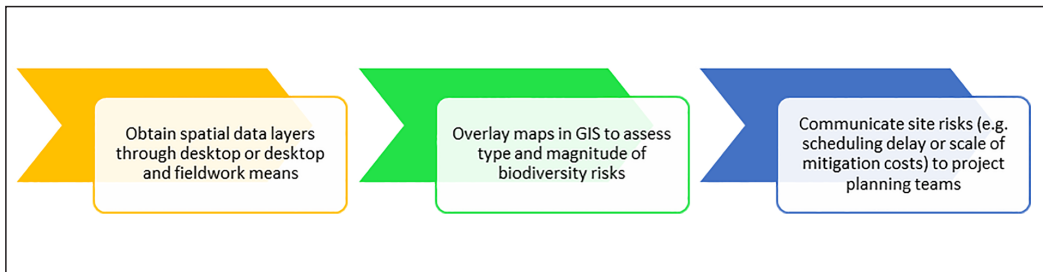 Obtain spatial data layers
through desktop or desktop
and fieldwork means
Overlay maps in GIS to assess
type and magnitude of
biodiversity risks
Communicate site risks (e.g.
scheduling delay or scale of
mitigation costs) to project
planning teams